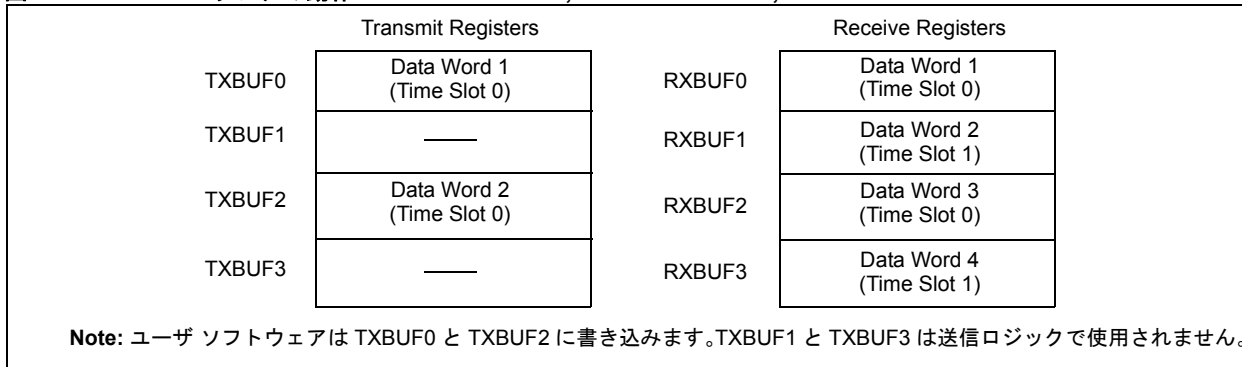 Transmit Registers
Receive Registers
TXBUF0
Data Word 1
(Time Slot 0)
RXBUF0
Data Word 1
(Time Slot 0)
TXBUF1
RXBUF1
Data Word 2
(Time Slot 1)
TXBUF2
Data Word 2
(Time Slot 0)
RXBUF2
Data Word 3
(Time Slot 0)
TXBUF3
RXBUF3
Data Word 4
(Time Slot 1)
Note: ユーザ ソフトウェアは TXBUF0 と TXBUF2 に書き込みます。TXBUF1 と TXBUF3 は送信ロジックで使用されません。